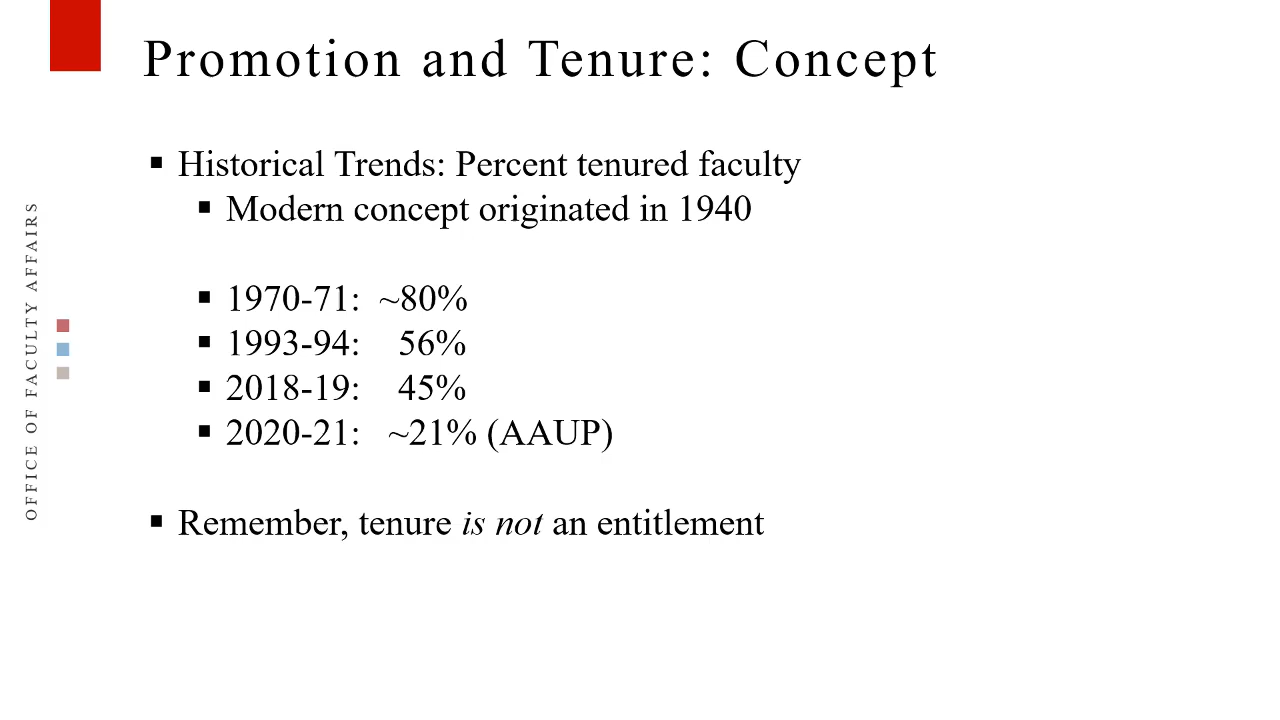 Promotion and Tenure: Concept
▪ Historical Trends: Percent tenured faculty
▪ Modern concept originated in 1940
▪ 1970-71: ~80%
▪ 1993-94: 56%
▪ 2018-19: 45%
▪ 2020-21: ~21% (AAUP)
▪ Remember, tenure is not an entitlement
OFFICE OF FACULTY AFFAIRS